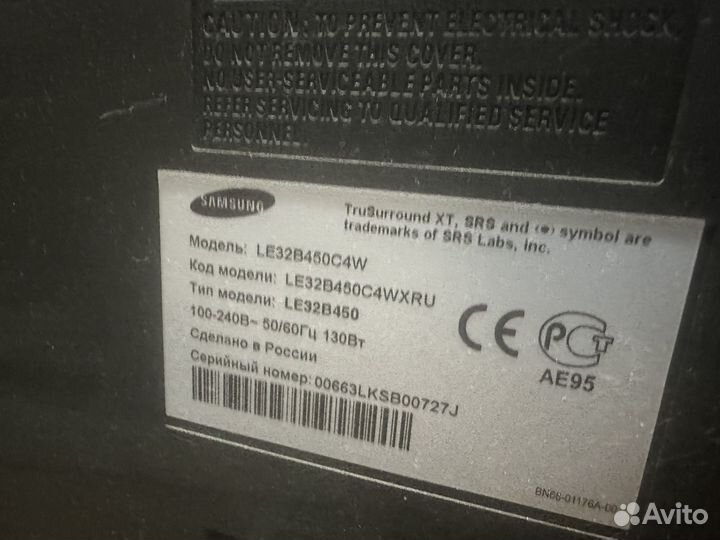 CAUTION: TO PREVENT ELECTRICAL SHOCK,
DO NOT REMOVE THIS COVER.
NO USER-SERVICEABLE PARTS INSIDE.
REFER SERVICING TO QUALIFIED SERVICE
PERSONNEL.
SAMSUNG
TruSurround XT, SRS and (●) symbol are
trademarks of SRS Labs, Inc.
Модель: LE32B450C4W
Код модели: LE32B450C4WXRU
Тип модели: LE32B450
100-240В~ 50/60Гц 130Вт
Сделано в России
Серийный номер: 00663LKSB00727J
CE
РСТ
АЕ95
Avito